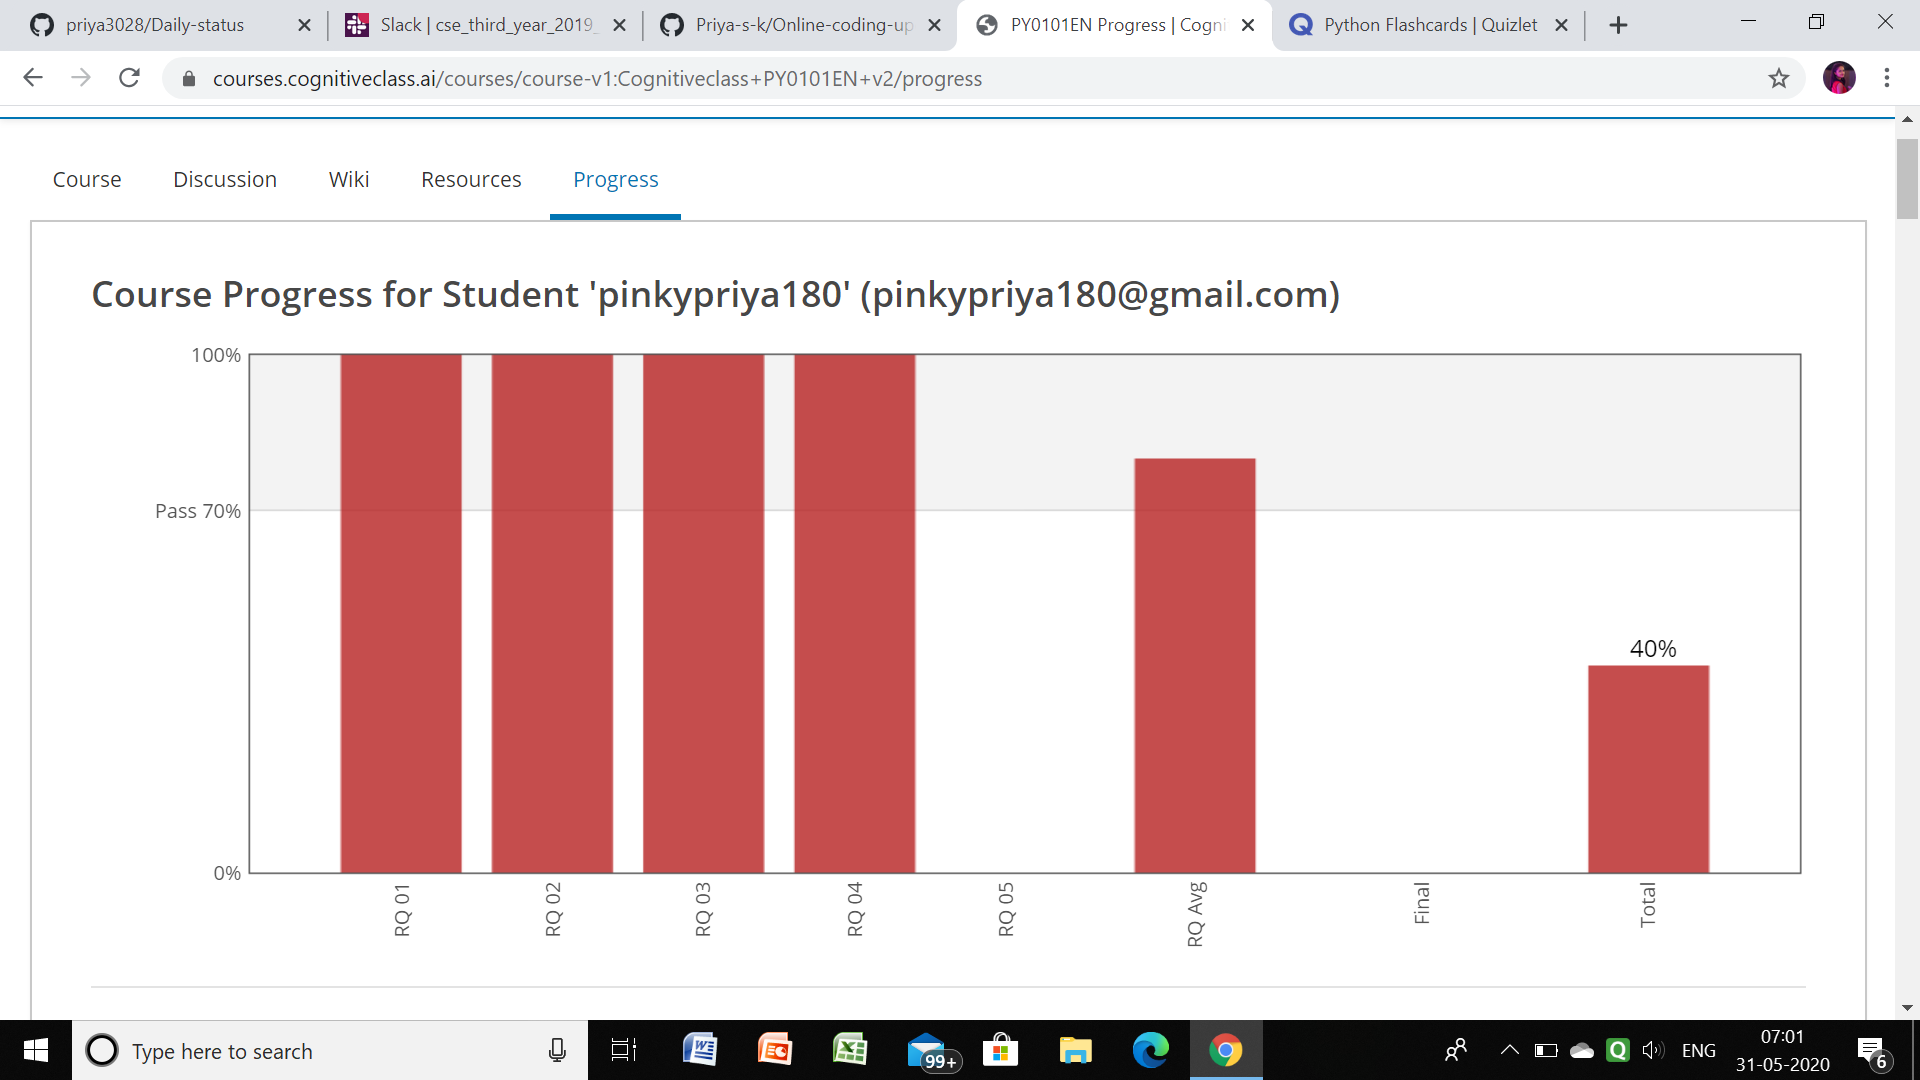 priya3028/Daily-status
Slack | cse_third_year_2019_
Priya-s-k/Online-coding-up
PY0101EN Progress | Cogni
Python Flashcards | Quizlet
courses.cognitiveclass.ai/courses/course-v1:Cognitiveclass+PY0101EN+v2/progress
Course
Discussion
Wiki
Resources
Progress
Course Progress for Student 'pinkypriya180' (pinkypriya180@gmail.com)
100%
Pass 70%
0%
40%
RQ 01
RQ 02
RQ 03
RQ 04
RQ 05
RQ Avg
Final
Total
Type here to search
99+
ENG
07:01
31-05-2020
6